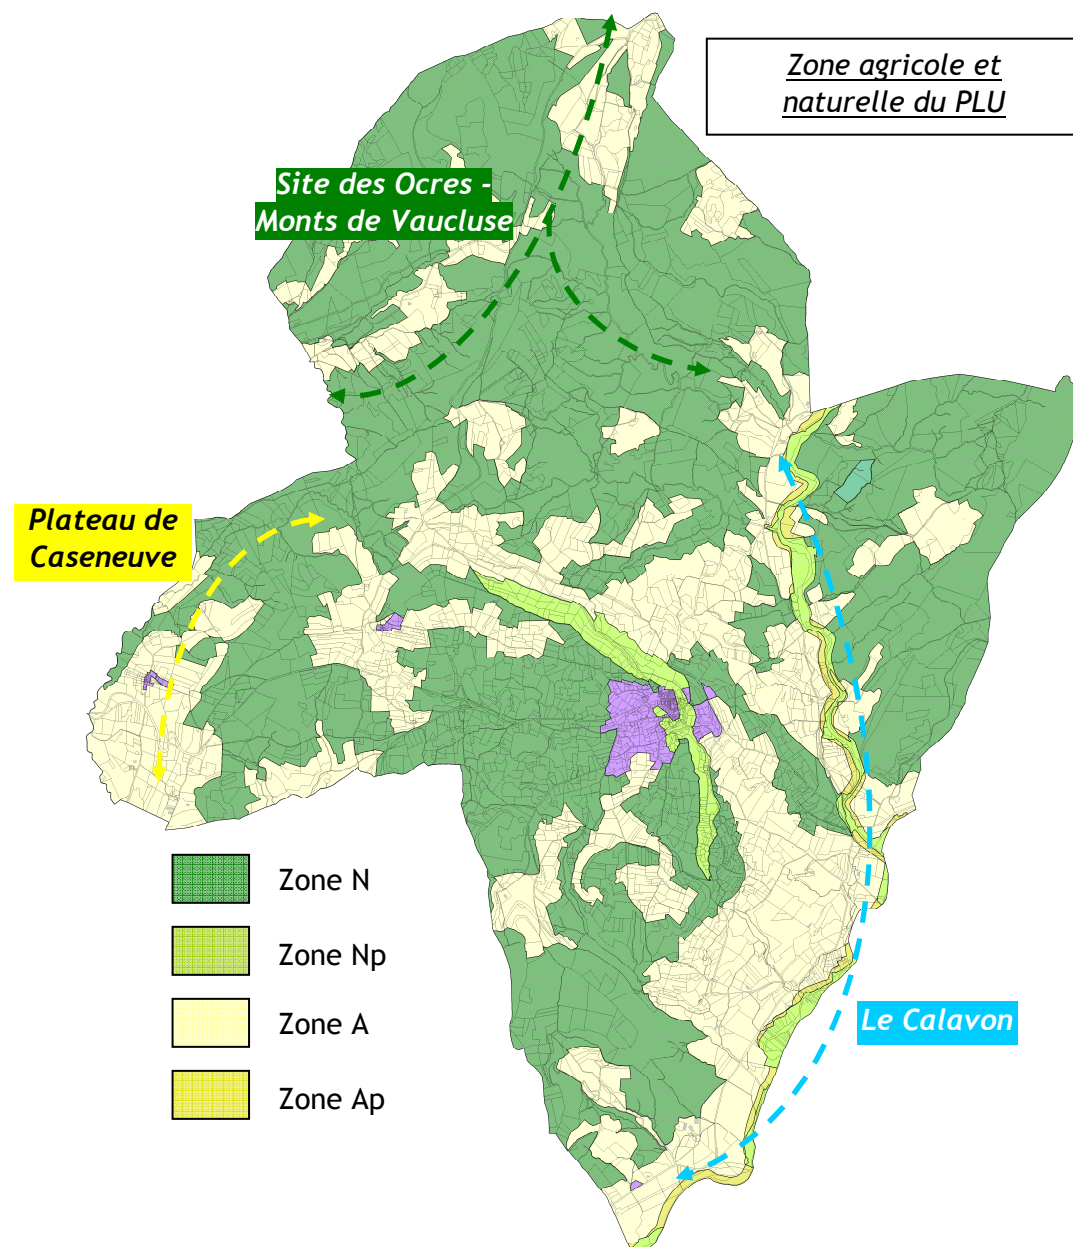 Zone agricole et
naturelle du PLU
Site des Ocres -
Monts de Vaucluse
Plateau de
Caseneuve
Zone N
Zone Np
Zone A
Zone Ap
Le Calavon